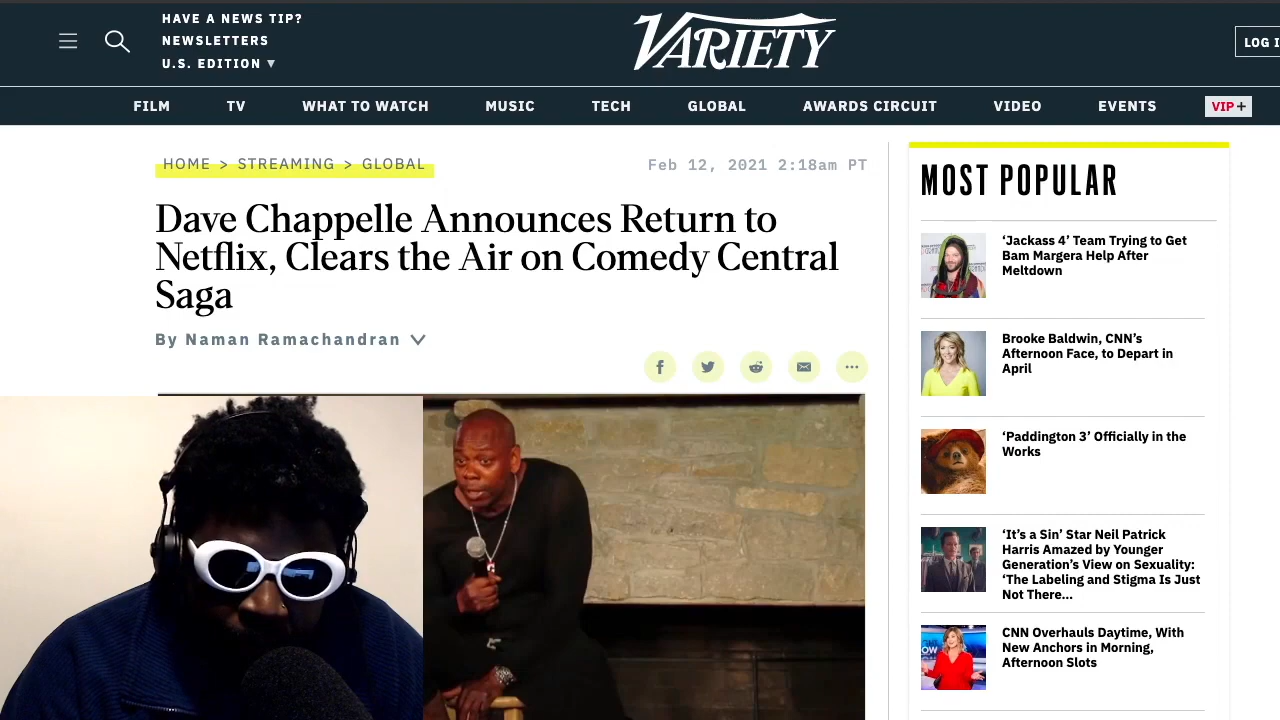 HAVE A NEWS TIP?
NEWSLETTERS
U.S. EDITION ▼
VARIETY
LOG I
FILM
TV
WHAT TO WATCH
MUSIC
TECH
GLOBAL
AWARDS CIRCUIT
VIDEO
EVENTS
VIP+
HOME > STREAMING > GLOBAL
Feb 12, 2021 2:18am PT
Dave Chappelle Announces Return to
Netflix, Clears the Air on Comedy Central
Saga
By Naman Ramachandran
MOST POPULAR
‘Jackass 4’ Team Trying to Get
Bam Margera Help After
Meltdown
Brooke Baldwin, CNN’s
Afternoon Face, to Depart in
April
‘Paddington 3’ Officially in the
Works
‘It’s a Sin’ Star Neil Patrick
Harris Amazed by Younger
Generation’s View on Sexuality:
‘The Labeling and Stigma Is Just
Not There...
CNN Overhauls Daytime, With
New Anchors in Morning,
Afternoon Slots